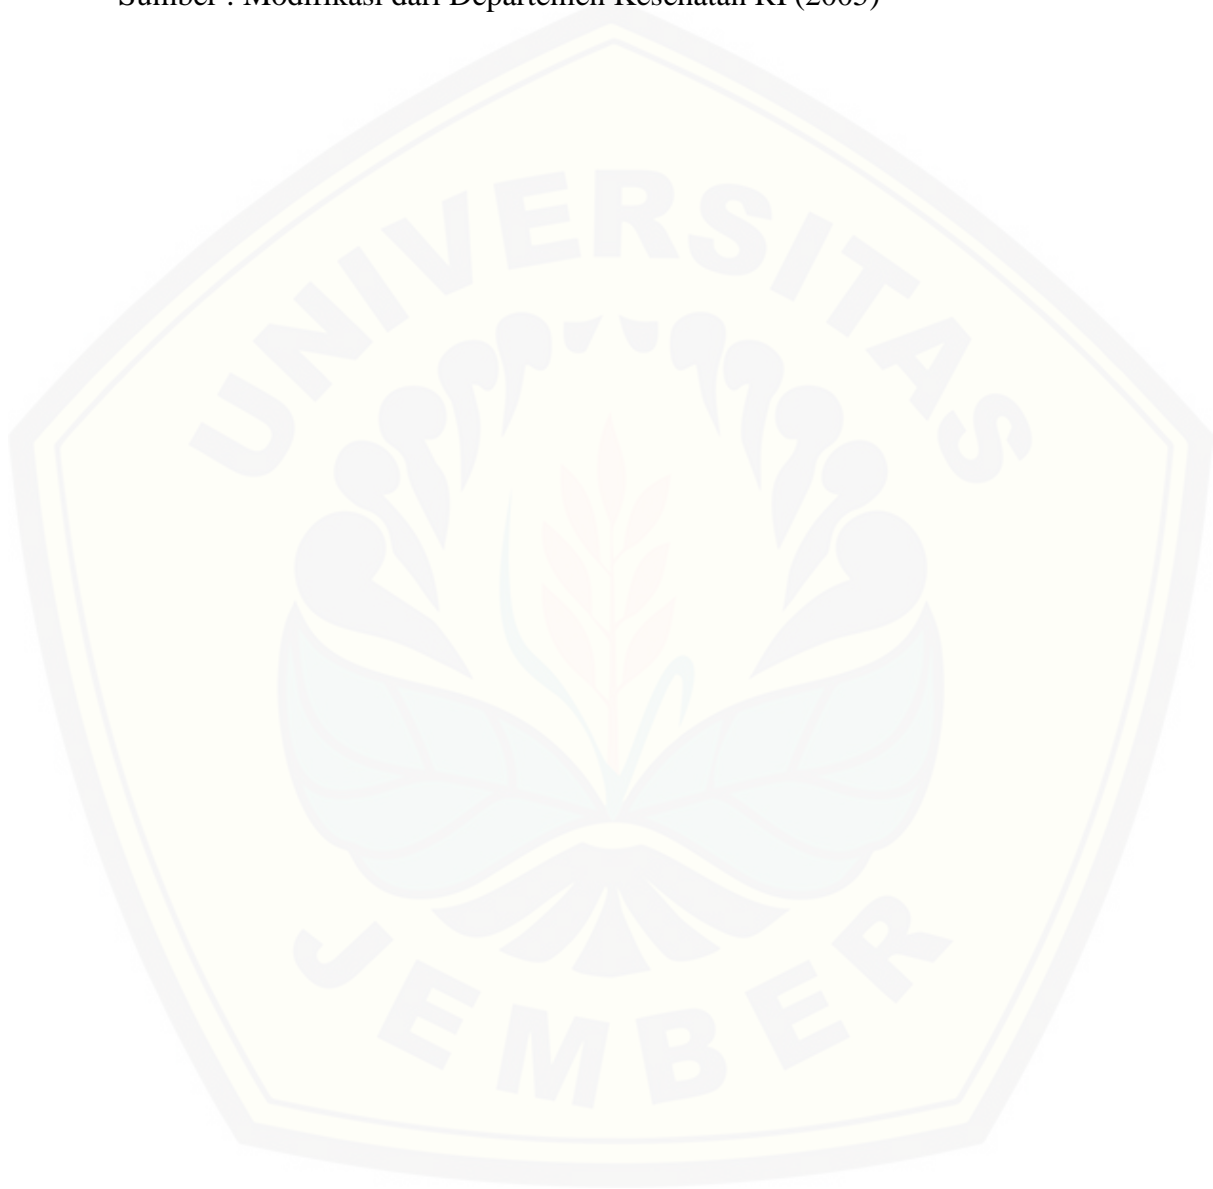 Sumber : Modifikasi dari Departemen Kesehatan RI (2005)
UNIVERSITAS
JEMBER